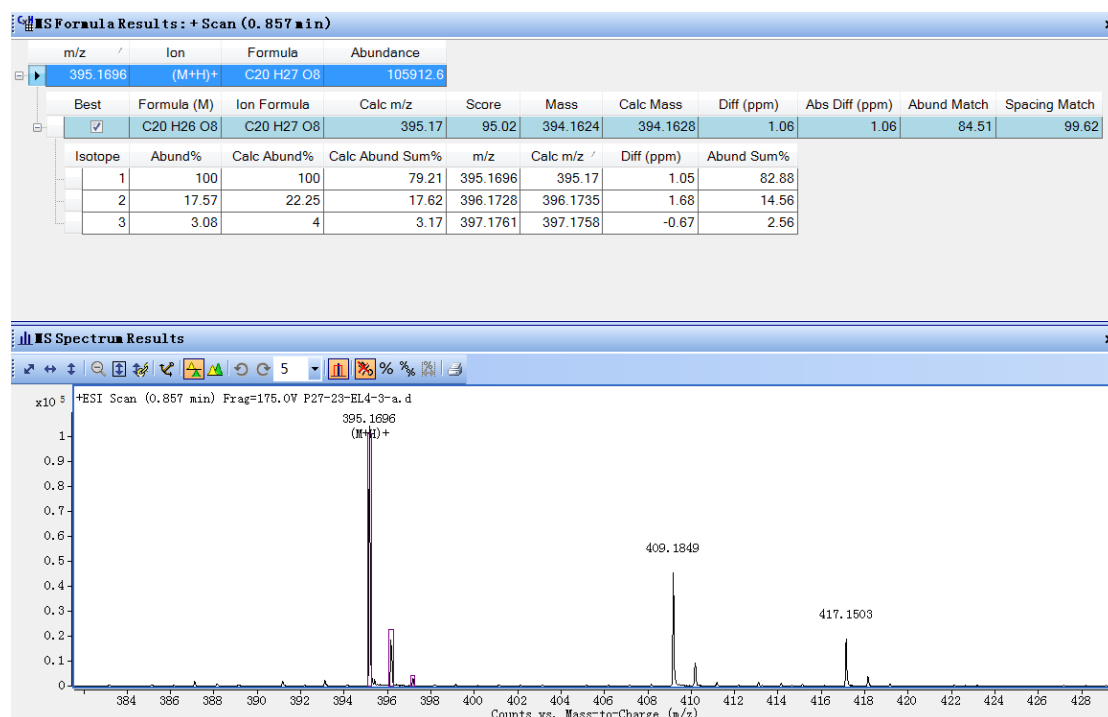 MS Formula Results: + Scan (0.857 min)
m/z Ion Formula Abundance
395.1696 (M+H)+ C20 H27 O8 105912.6
Best Formula (M) Ion Formula Calc m/z Score Mass Calc Mass Diff (ppm) Abs Diff (ppm) Abund Match Spacing Match
C20 H26 O8 C20 H27 O8 395.17 95.02 394.1624 394.1628 1.06 1.06 84.51 99.62
Isotope Abund% Calc Abund% Calc Abund Sum% m/z Calc m/z Diff (ppm) Abund Sum%
1 100 100 79.21 395.1696 395.17 1.05 82.88
2 17.57 22.25 17.62 396.1728 396.1735 1.68 14.56
3 3.08 4 3.17 397.1761 397.1758 -0.67 2.56
MS Spectrum Results
5 % %
x10 5 +ESI Scan (0.857 min) Frag=175.0V P27-23-EL4-3-a.d
395.1696
(M+H)+
1
0.9
0.8
0.7
0.6
0.5
0.4
0.3
0.2
0.1
0
409.1849
417.1503
384 386 388 390 392 394 396 398 400 402 404 406 408 410 412 414 416 418 420 422 424 426 428
Counts vs. Mass-to-Charge (m/z)